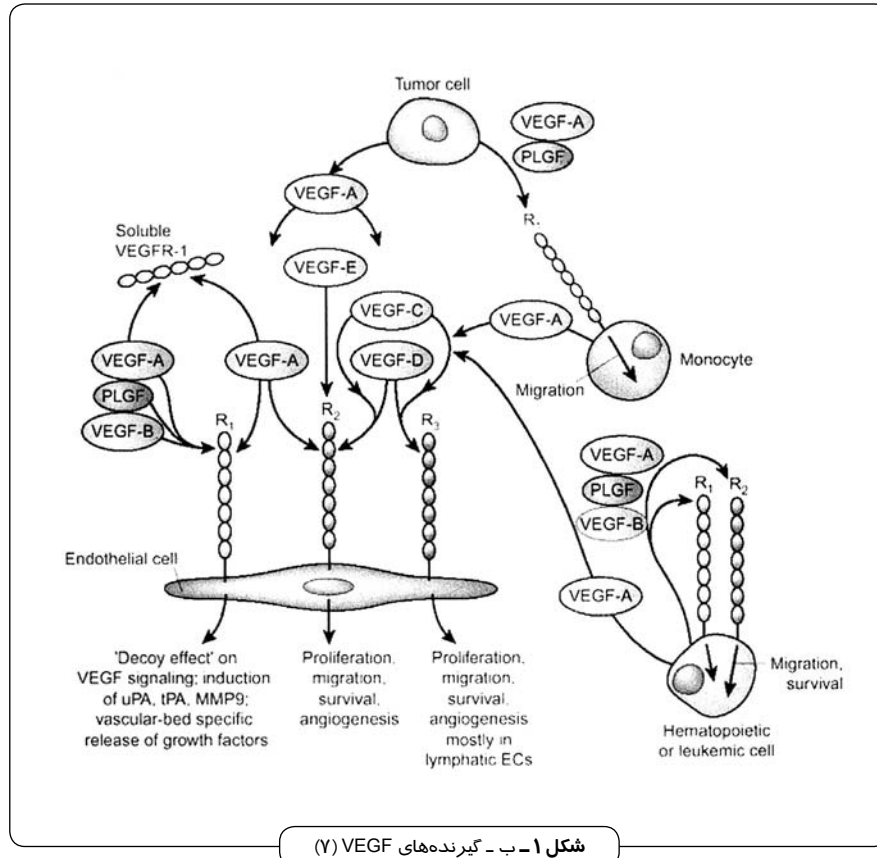 Tumor cell
VEGF-A
PLGF
VEGF-A
R.
Soluble
VEGFR-1
VEGF-E
VEGF-C
VEGF-A
Monocyte
Migration
VEGF-A
VEGF-A
VEGF-D
PLGF
VEGF-B
R1
R2
R3
VEGF-A
PLGF
VEGF-B
R1
R2
Endothelial cell
VEGF-A
Migration,
survival
Hematopoietic
or leukemic cell
'Decoy effect' on
VEGF signaling; induction
of uPA, tPA, MMP9;
vascular-bed specific
release of growth factors
Proliferation,
migration,
survival,
angiogenesis
Proliferation,
migration,
survival,
angiogenesis
mostly in
lymphatic ECs
شکل ۱ ـ ب ـ گیرنده‌های VEGF (۷)